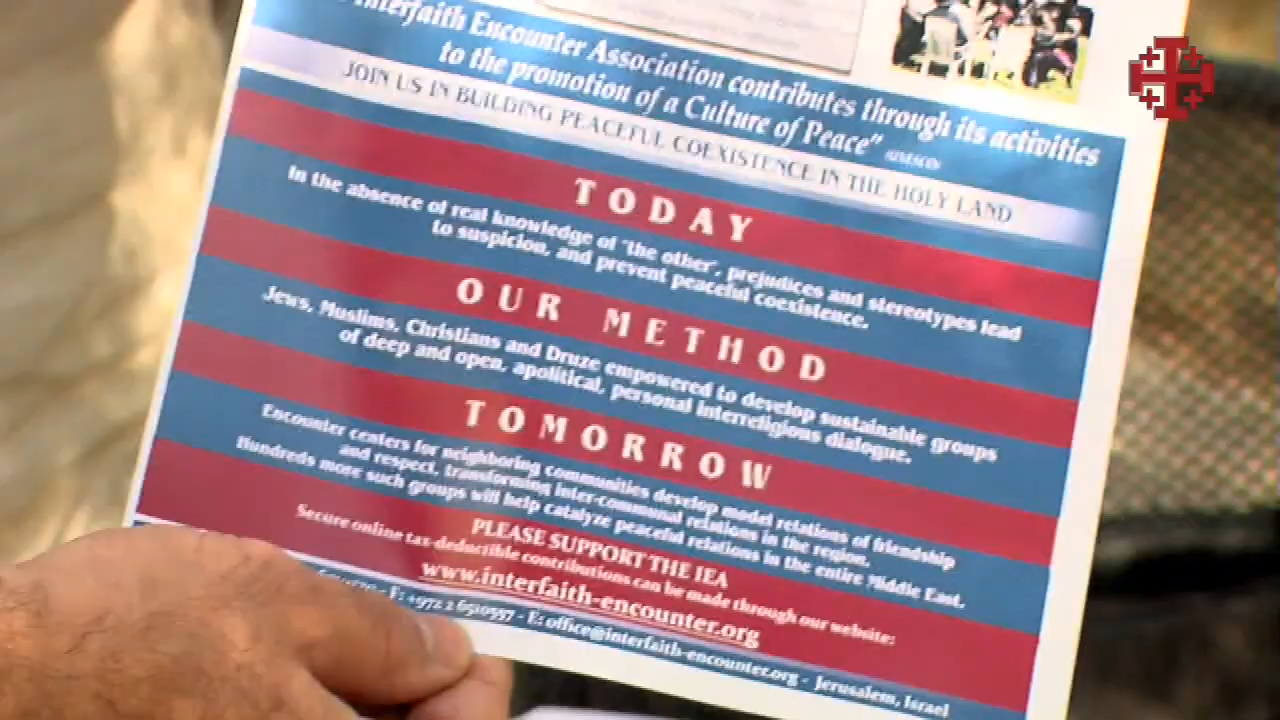 Interfaith Encounter Association contributes through its activities
to the promotion of a Culture of Peace"
JOIN US IN BUILDING PEACEFUL COEXISTENCE IN THE HOLY LAND
TODAY
In the absence of real knowledge of 'the other', prejudices and stereotypes lead
to suspicion, and prevent peaceful coexistence.
OUR METHOD
Jews, Muslims, Christians and Druze empowered to develop sustainable groups
of deep and open, apolitical, personal interreligious dialogue.
TOMORROW
Encounter centers for neighboring communities develop model relations of friendship
and respect, transforming inter-communal relations in the region.
Hundreds more such groups will help catalyze peaceful relations in the entire Middle East.
PLEASE SUPPORT THE IEA
Secure online tax-deductible contributions can be made through our website:
www.interfaith-encounter.org
F: +972 2 6510557 - E: office@interfaith-encounter.org - Jerusalem, Israel